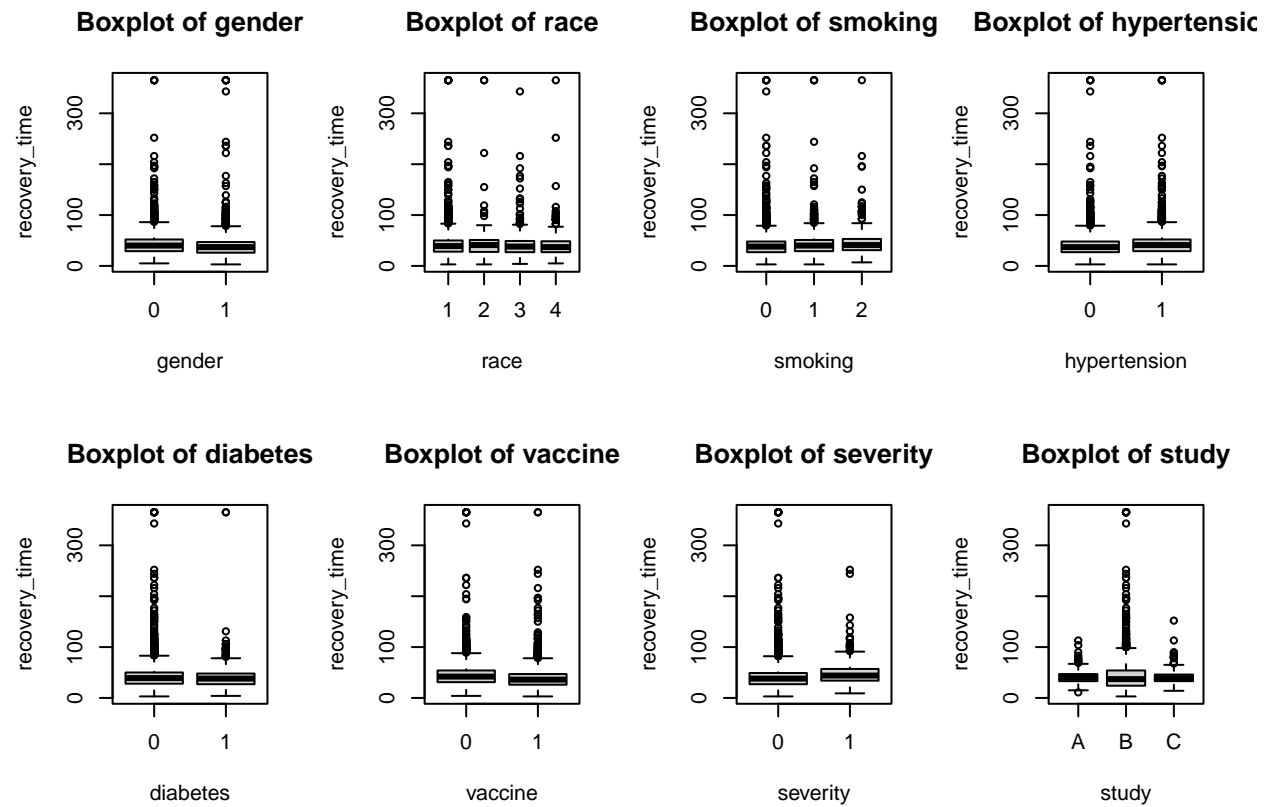 Boxplot of gender
recovery_time
300
100
0
0 1
gender
Boxplot of race
recovery_time
300
100
0
1 2 3 4
race
Boxplot of smoking
recovery_time
300
100
0
0 1 2
smoking
Boxplot of hypertensic
recovery_time
300
100
0
0 1
hypertension
Boxplot of diabetes
recovery_time
300
100
0
0 1
diabetes
Boxplot of vaccine
recovery_time
300
100
0
0 1
vaccine
Boxplot of severity
recovery_time
300
100
0
0 1
severity
Boxplot of study
recovery_time
300
100
0
A B C
study